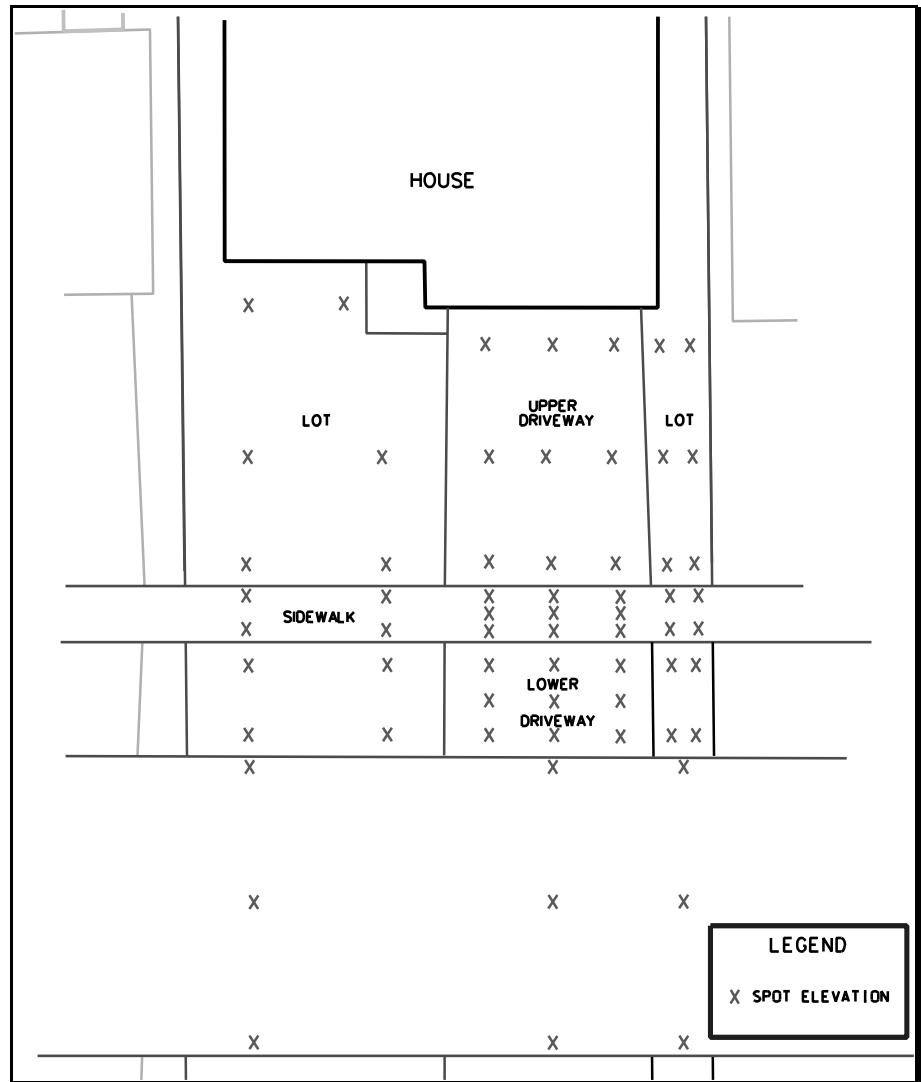 HOUSE
LOT
UPPER
DRIVEWAY
LOT
SIDEWALK
LOWER
DRIVEWAY
LEGEND
X SPOT ELEVATION